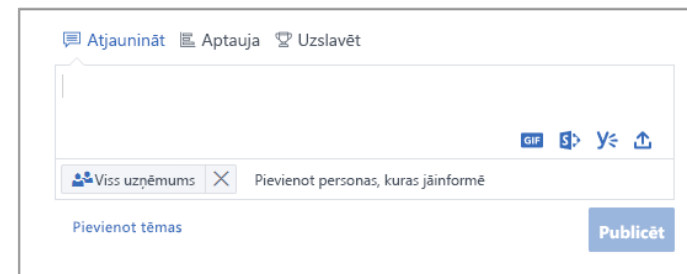 Atjaunināt Aptauja Uzslavēt
GIF
Viss uzņēmums Pievienot personas, kuras jāinformē
Pievienot tēmas
Publicēt